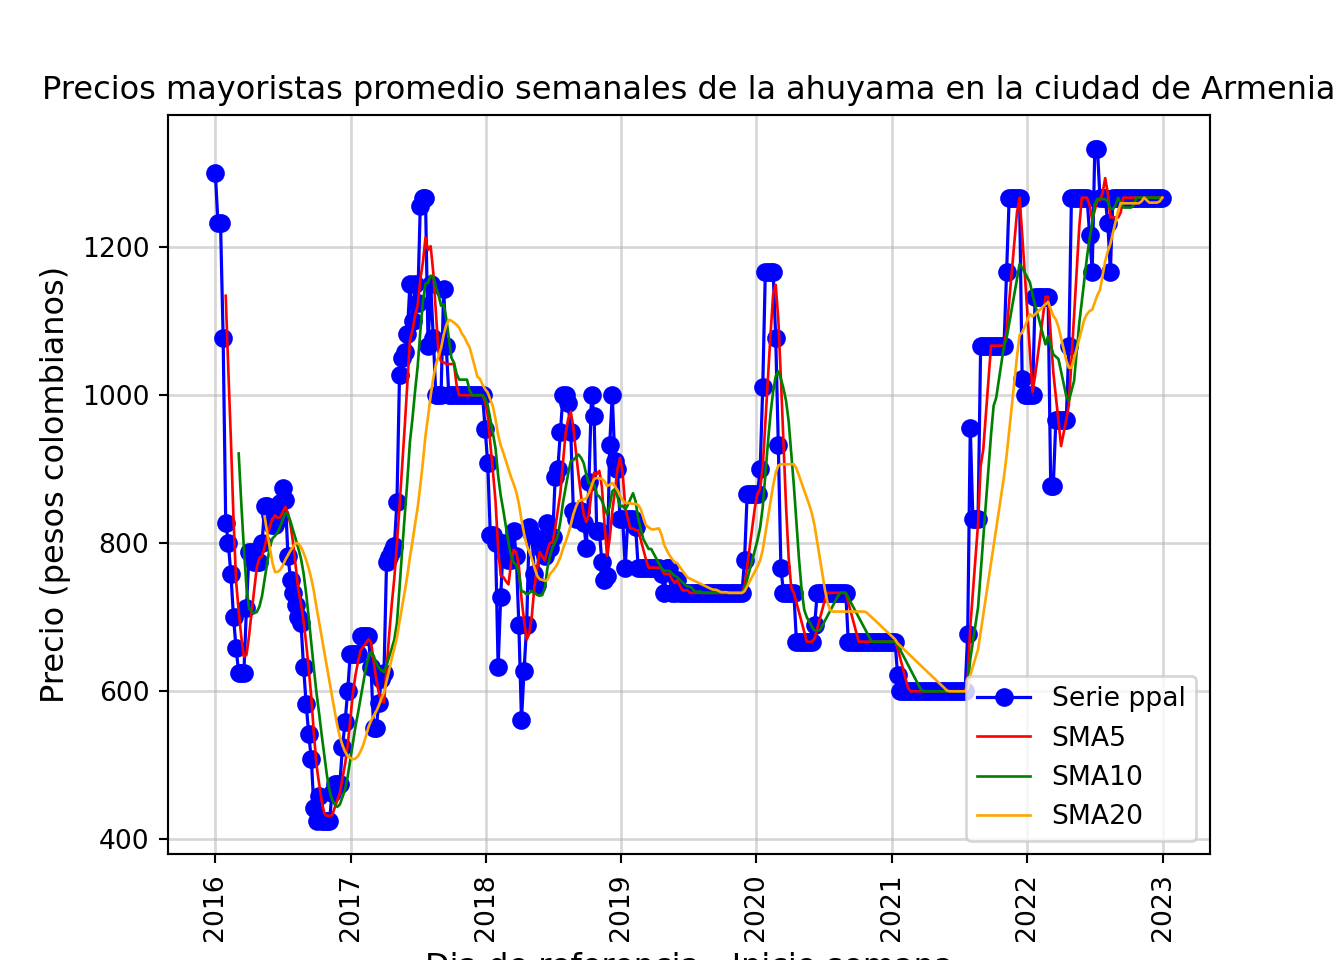 Precios mayoristas promedio semanales de la ahuyama en la ciudad de Armenia
Precio (pesos colombianos)
1200
1000
800
600
400
Serie ppal
SMA5
SMA10
SMA20
2016
2017
2018
2019
2020
2021
2022
2023
Dia de referencia - Inicio semana